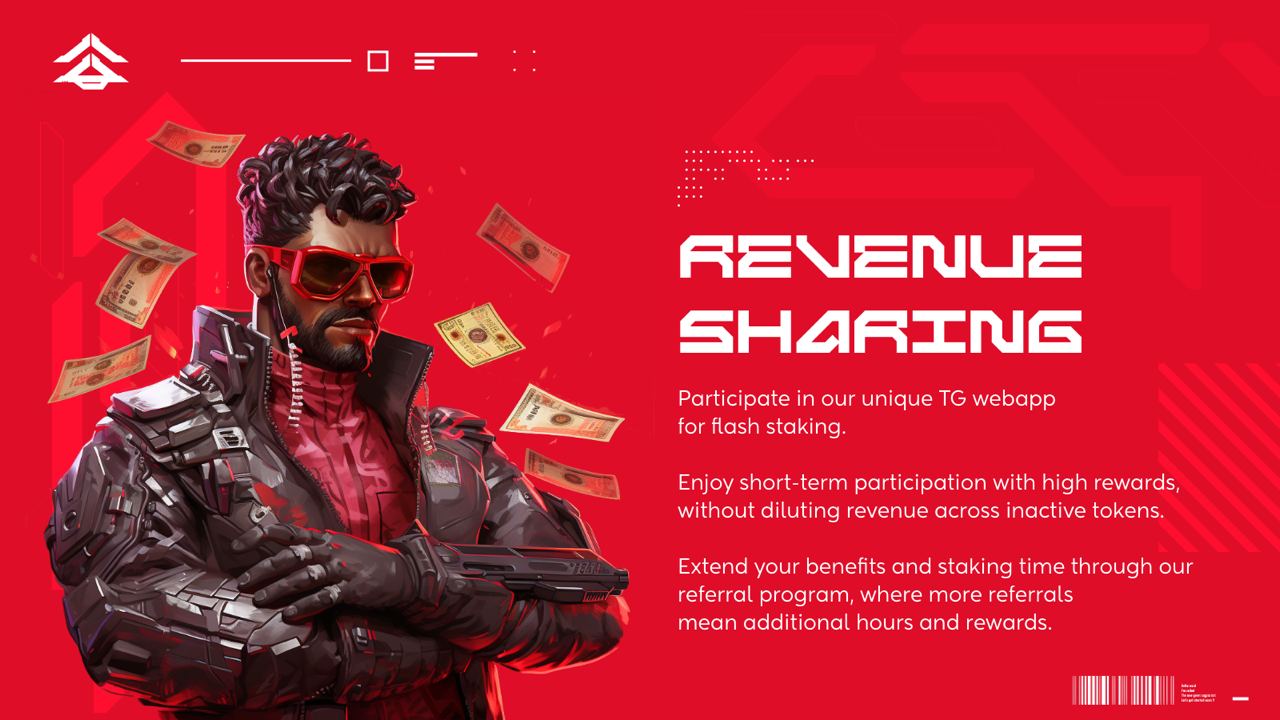 REVENUE
SHARING
Participate in our unique TG webapp
for flash staking.
Enjoy short-term participation with high rewards,
without diluting revenue across inactive tokens.
Extend your benefits and staking time through our
referral program, where more referrals
mean additional hours and rewards.